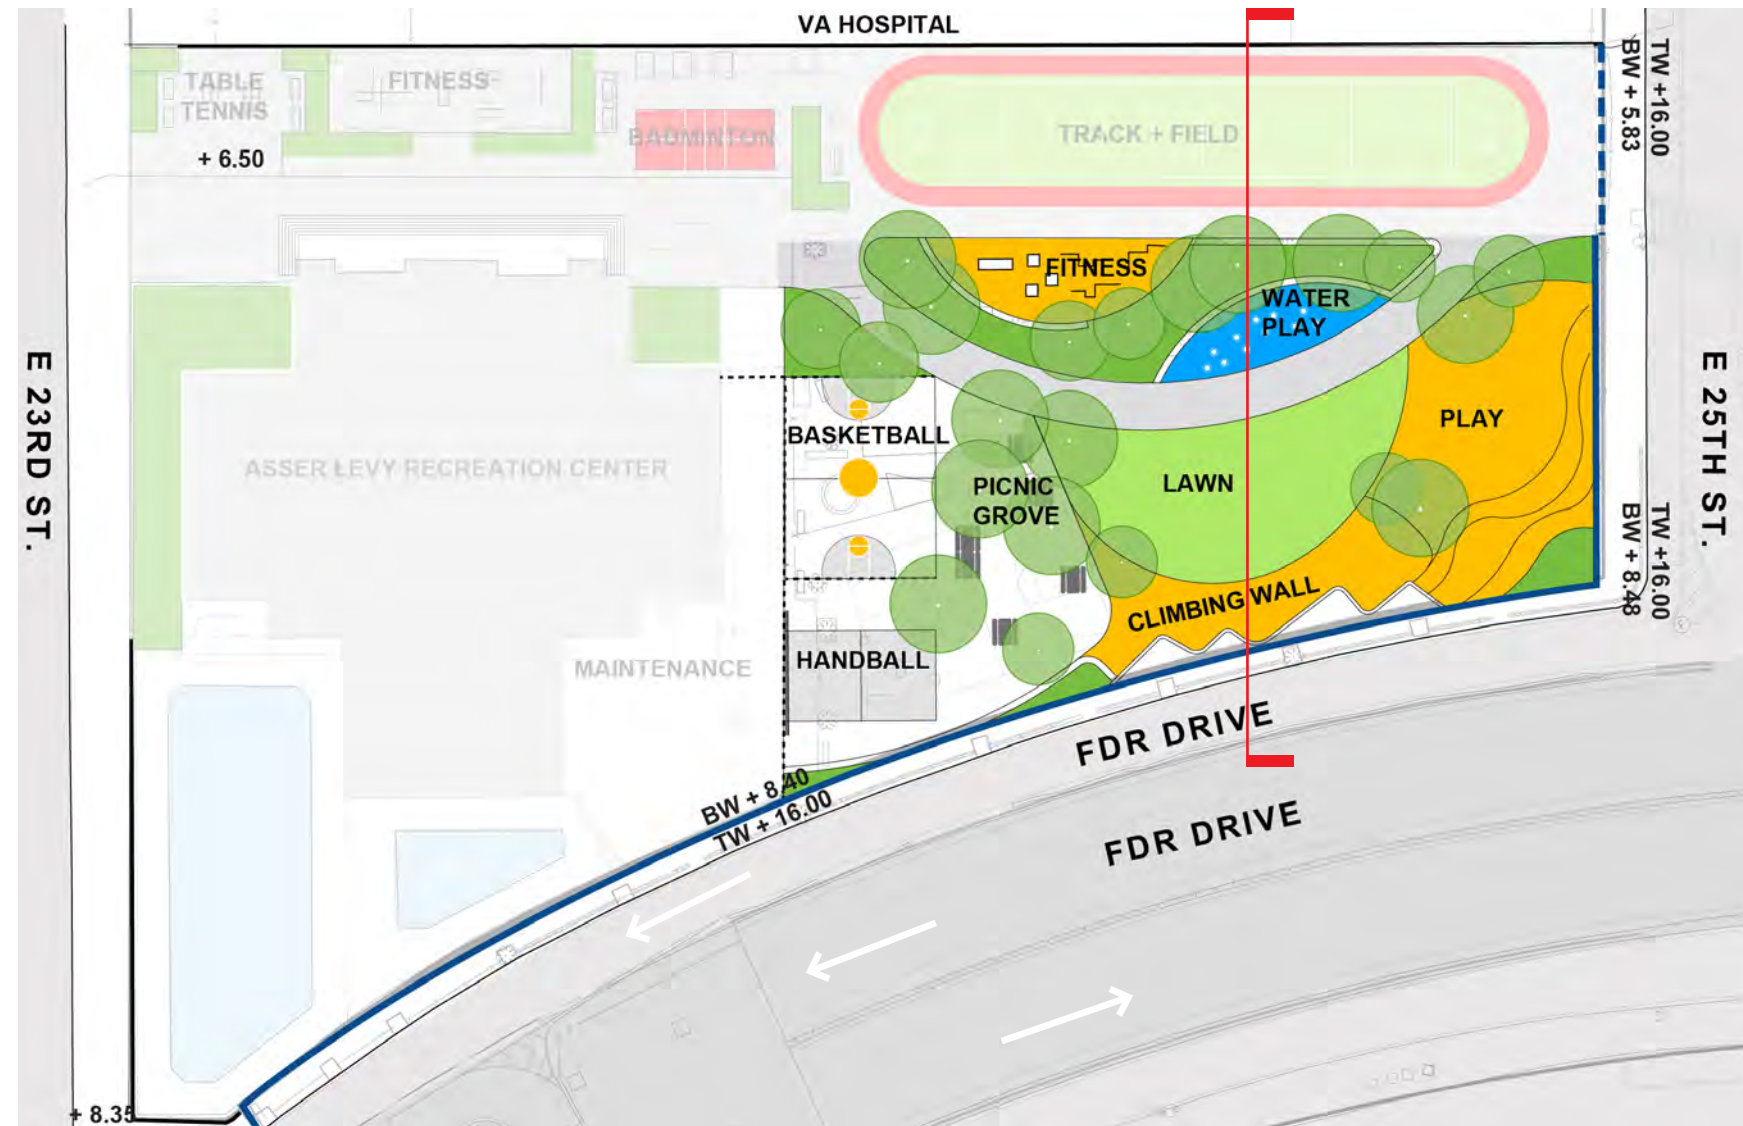 VA HOSPITAL
TABLE
TENNIS
FITNESS
BADMINTON
TRACK + FIELD
+ 6.50
TW +16.00
BW + 5.83
FITNESS
WATER
PLAY
E 23RD ST.
E 25TH ST.
PLAY
BASKETBALL
ASSER LEVY RECREATION CENTER
PICNIC
GROVE
LAWN
TW +16.00
BW + 8.48
CLIMBING WALL
MAINTENANCE
HANDBALL
FDR DRIVE
BW + 8.40
TW + 16.00
FDR DRIVE
+ 8.35